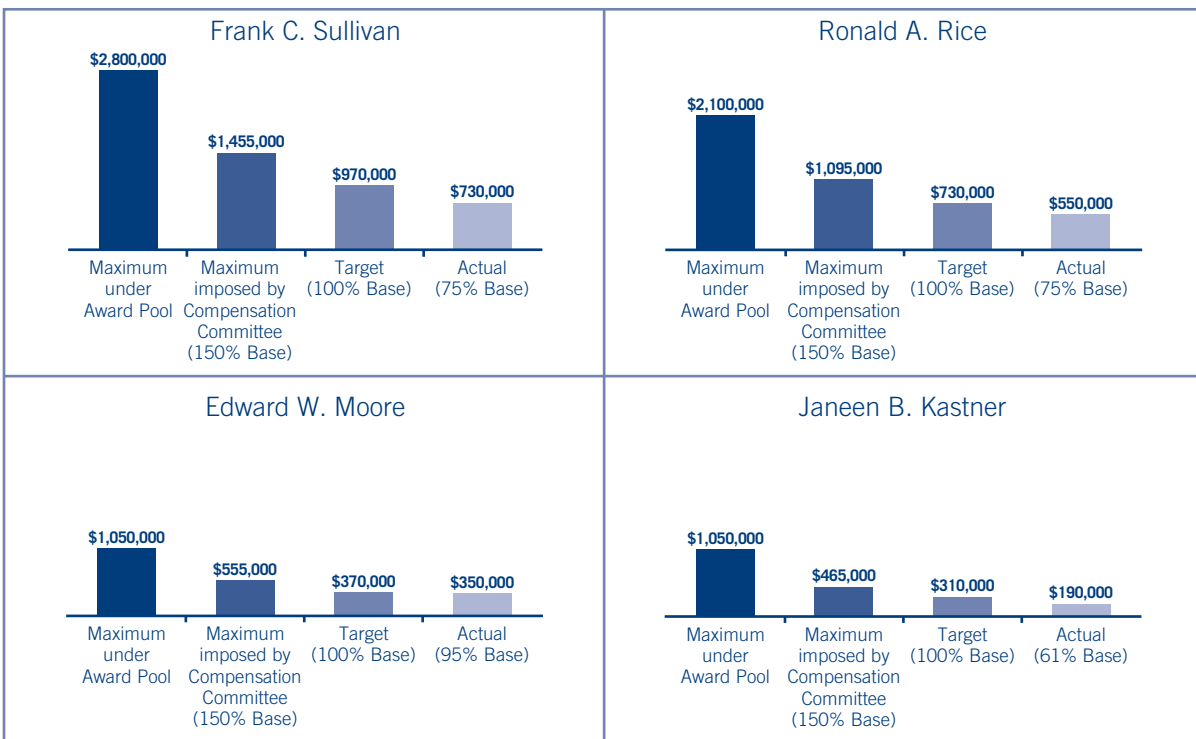 Frank C. Sullivan
$2,800,000
$1,455,000
$970,000
$730,000
Maximum
under
Award Pool
Maximum
imposed by
Compensation
Committee
(150% Base)
Target
(100% Base)
Actual
(75% Base)
Ronald A. Rice
$2,100,000
$1,095,000
$730,000
$550,000
Maximum
under
Award Pool
Maximum
imposed by
Compensation
Committee
(150% Base)
Target
(100% Base)
Actual
(75% Base)
Edward W. Moore
$1,050,000
$555,000
$370,000
$350,000
Maximum
under
Award Pool
Maximum
imposed by
Compensation
Committee
(150% Base)
Target
(100% Base)
Actual
(95% Base)
Janeen B. Kastner
$1,050,000
$465,000
$310,000
$190,000
Maximum
under
Award Pool
Maximum
imposed by
Compensation
Committee
(150% Base)
Target
(100% Base)
Actual
(61% Base)